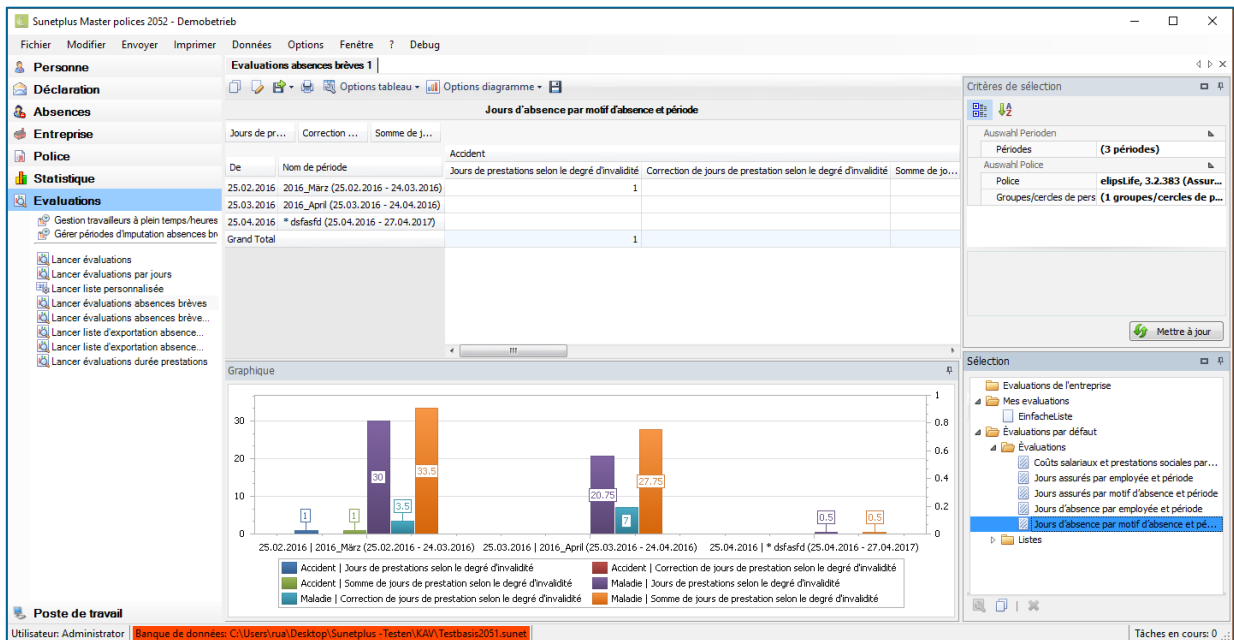 Sunetplus Master polices 2052 - Demobetrieb
Fichier Modifier Envoyer Imprimer Données Options Fenêtre ? Debug
Personne
Déclaration
Absences
Entreprise
Police
Statistique
Evaluations
Gestion travailleurs à plein temps/heures
Gérer périodes d'imputation absences br
Lancer évaluations
Lancer évaluations par jours
Lancer liste personnalisée
Lancer évaluations absences brèves
Lancer évaluations absences brève...
Lancer liste d'exportation absence...
Lancer liste d'exportation absence...
Lancer évaluations durée prestations
Poste de travail
Evaluations absences brèves 1
Options tableau Options diagramme
Jours d'absence par motif d'absence et période
Jours de pr... Correction ... Somme de j...
Accident
De Nom de période Jours de prestations selon le degré d'invalidité Correction de jours de prestation selon le degré d'invalidité Somme de jo...
25.02.2016 2016_März (25.02.2016 - 24.03.2016) 1
25.03.2016 2016_April (25.03.2016 - 24.04.2016)
25.04.2016 * dsfasfd (25.04.2016 - 27.04.2017)
Grand Total 1
Graphique
30
20
10
0
1
0.8
0.6
0.4
0.2
0
1 1 30 3.5 33.5 20.75 7 27.75 0.5 0.5
25.02.2016 | 2016_März (25.02.2016 - 24.03.2016) 25.03.2016 | 2016_April (25.03.2016 - 24.04.2016) 25.04.2016 | * dsfasfd (25.04.2016 - 27.04.2017)
Accident | Jours de prestations selon le degré d'invalidité Accident | Correction de jours de prestation selon le degré d'invalidité
Accident | Somme de jours de prestation selon le degré d'invalidité Maladie | Jours de prestations selon le degré d'invalidité
Maladie | Correction de jours de prestation selon le degré d'invalidité Maladie | Somme de jours de prestation selon le degré d'invalidité
Critères de sélection
Auswahl Perioden
Périodes (3 périodes)
Auswahl Police
Police elipsLife, 3.2.383 (Assur...
Groupes/cercles de pers (1 groupes/cercles de p...
Mettre à jour
Sélection
Evaluations de l'entreprise
Mes evaluations
EinfacheListe
Èvaluations par défaut
Èvaluations
Coûts salariaux et prestations sociales par...
Jours assurés par employée et période
Jours assurés par motif d'absence et période
Jours d'absence par employée et période
Jours d'absence par motif d'absence et pé...
Listes
Utilisateur: Administrator Banque de données: C:\Users\rua\Desktop\Sunetplus -Testen\KAV\Testbasis2051.sunet Tâches en cours: 0